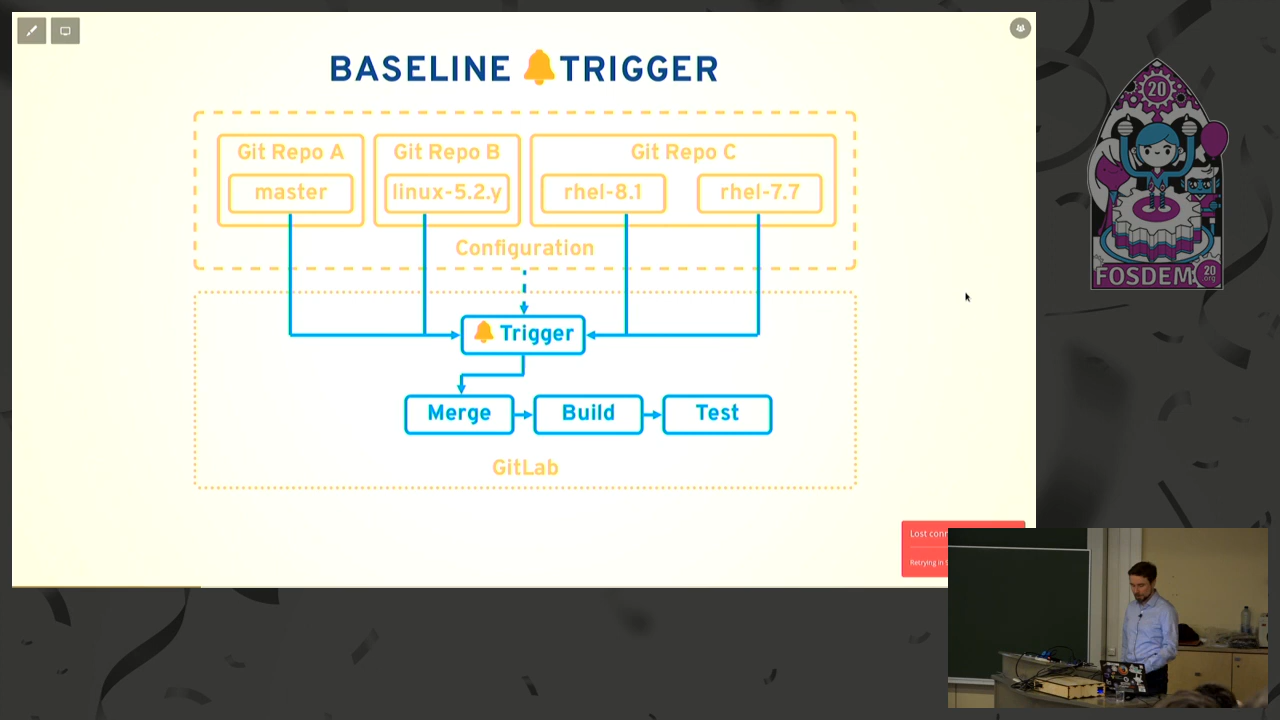 BASELINE TRIGGER
Git Repo A
Git Repo B
Git Repo C
master
linux-5.2.y
rhel-8.1
rhel-7.7
Configuration
Trigger
Merge
Build
Test
GitLab
Lost
Retrying in
20
FOSDEM
20
.org